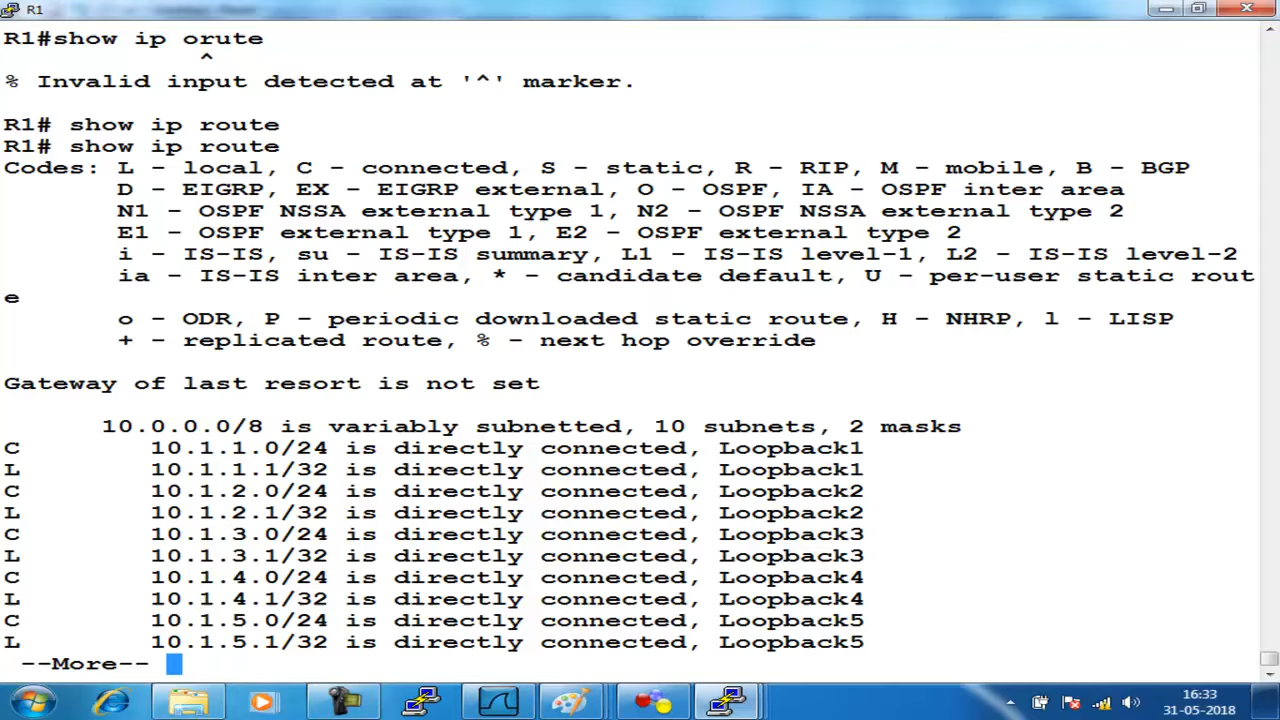 R1
R1#show ip orute
^
% Invalid input detected at '^' marker.
R1# show ip route
R1# show ip route
Codes: L - local, C - connected, S - static, R - RIP, M - mobile, B - BGP
D - EIGRP, EX - EIGRP external, O - OSPF, IA - OSPF inter area
N1 - OSPF NSSA external type 1, N2 - OSPF NSSA external type 2
E1 - OSPF external type 1, E2 - OSPF external type 2
i - IS-IS, su - IS-IS summary, L1 - IS-IS level-1, L2 - IS-IS level-2
ia - IS-IS inter area, * - candidate default, U - per-user static rout
e
o - ODR, P - periodic downloaded static route, H - NHRP, l - LISP
+ - replicated route, % - next hop override
Gateway of last resort is not set
10.0.0.0/8 is variably subnetted, 10 subnets, 2 masks
C 10.1.1.0/24 is directly connected, Loopback1
L 10.1.1.1/32 is directly connected, Loopback1
C 10.1.2.0/24 is directly connected, Loopback2
L 10.1.2.1/32 is directly connected, Loopback2
C 10.1.3.0/24 is directly connected, Loopback3
L 10.1.3.1/32 is directly connected, Loopback3
C 10.1.4.0/24 is directly connected, Loopback4
L 10.1.4.1/32 is directly connected, Loopback4
C 10.1.5.0/24 is directly connected, Loopback5
L 10.1.5.1/32 is directly connected, Loopback5
--More--
16:33
31-05-2018